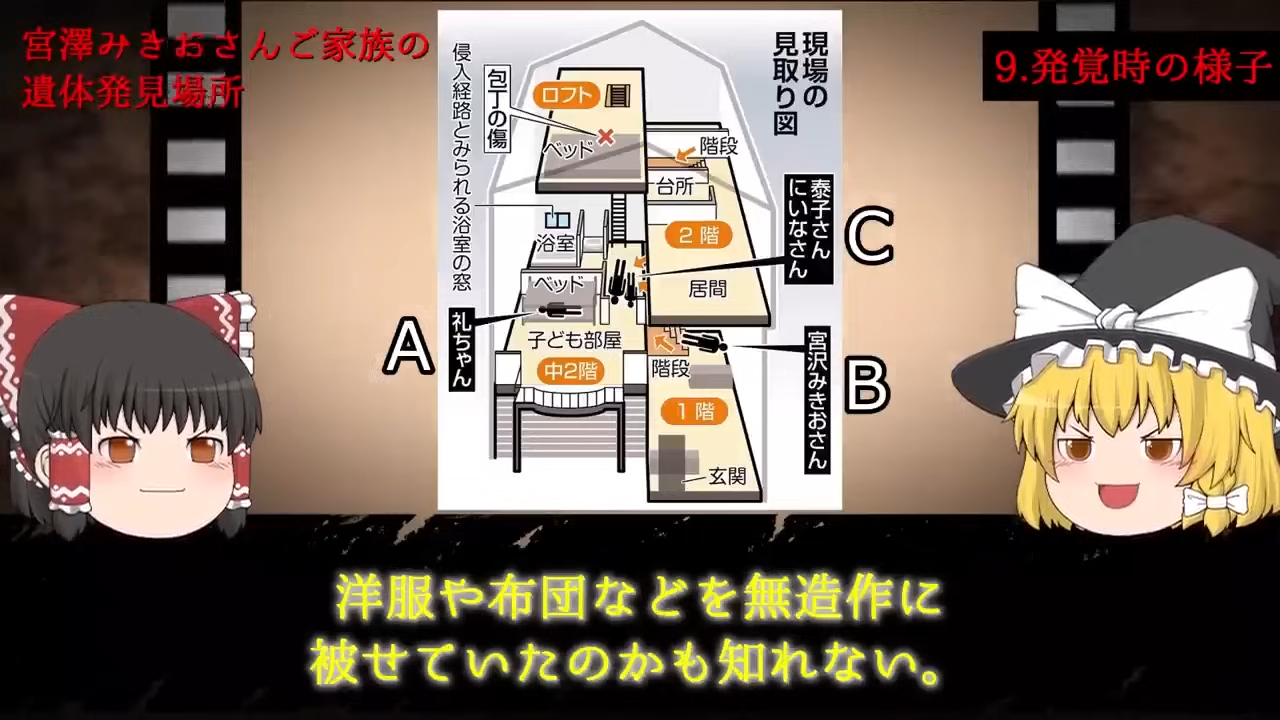 宮澤みきおさんご家族の
遺体発見場所
9.発覚時の様子
現場の
見取り図
侵入経路とみられる浴室の窓
包丁の傷
ロフト
ベッド
階段
台所
2階
居間
泰子さん
にいなさん
C
浴室
ベッド
礼ちゃん
A
子ども部屋
中2階
階段
宮沢みきおさん
B
1階
玄関
洋服や布団などを無造作に
被せていたのかも知れない。